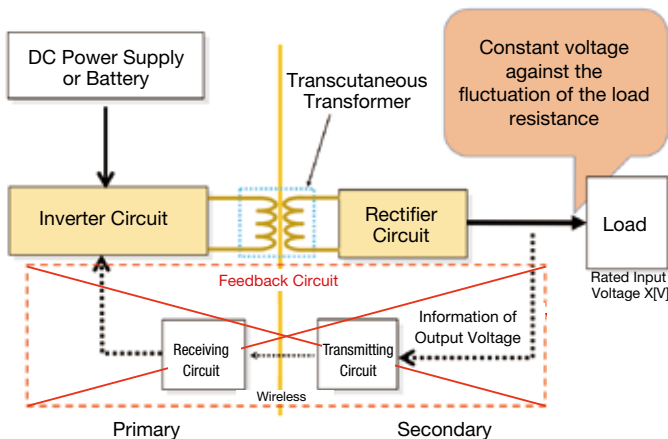 DC Power Supply
or Battery
Transcutaneous
Transformer
Constant voltage
against the
fluctuation of the load
resistance
Inverter Circuit
Rectifier
Circuit
Load
Rated Input
Voltage X[V]
Feedback Circuit
Information of
Output Voltage
Receiving
Circuit
Transmitting
Circuit
Wireless
Primary
Secondary